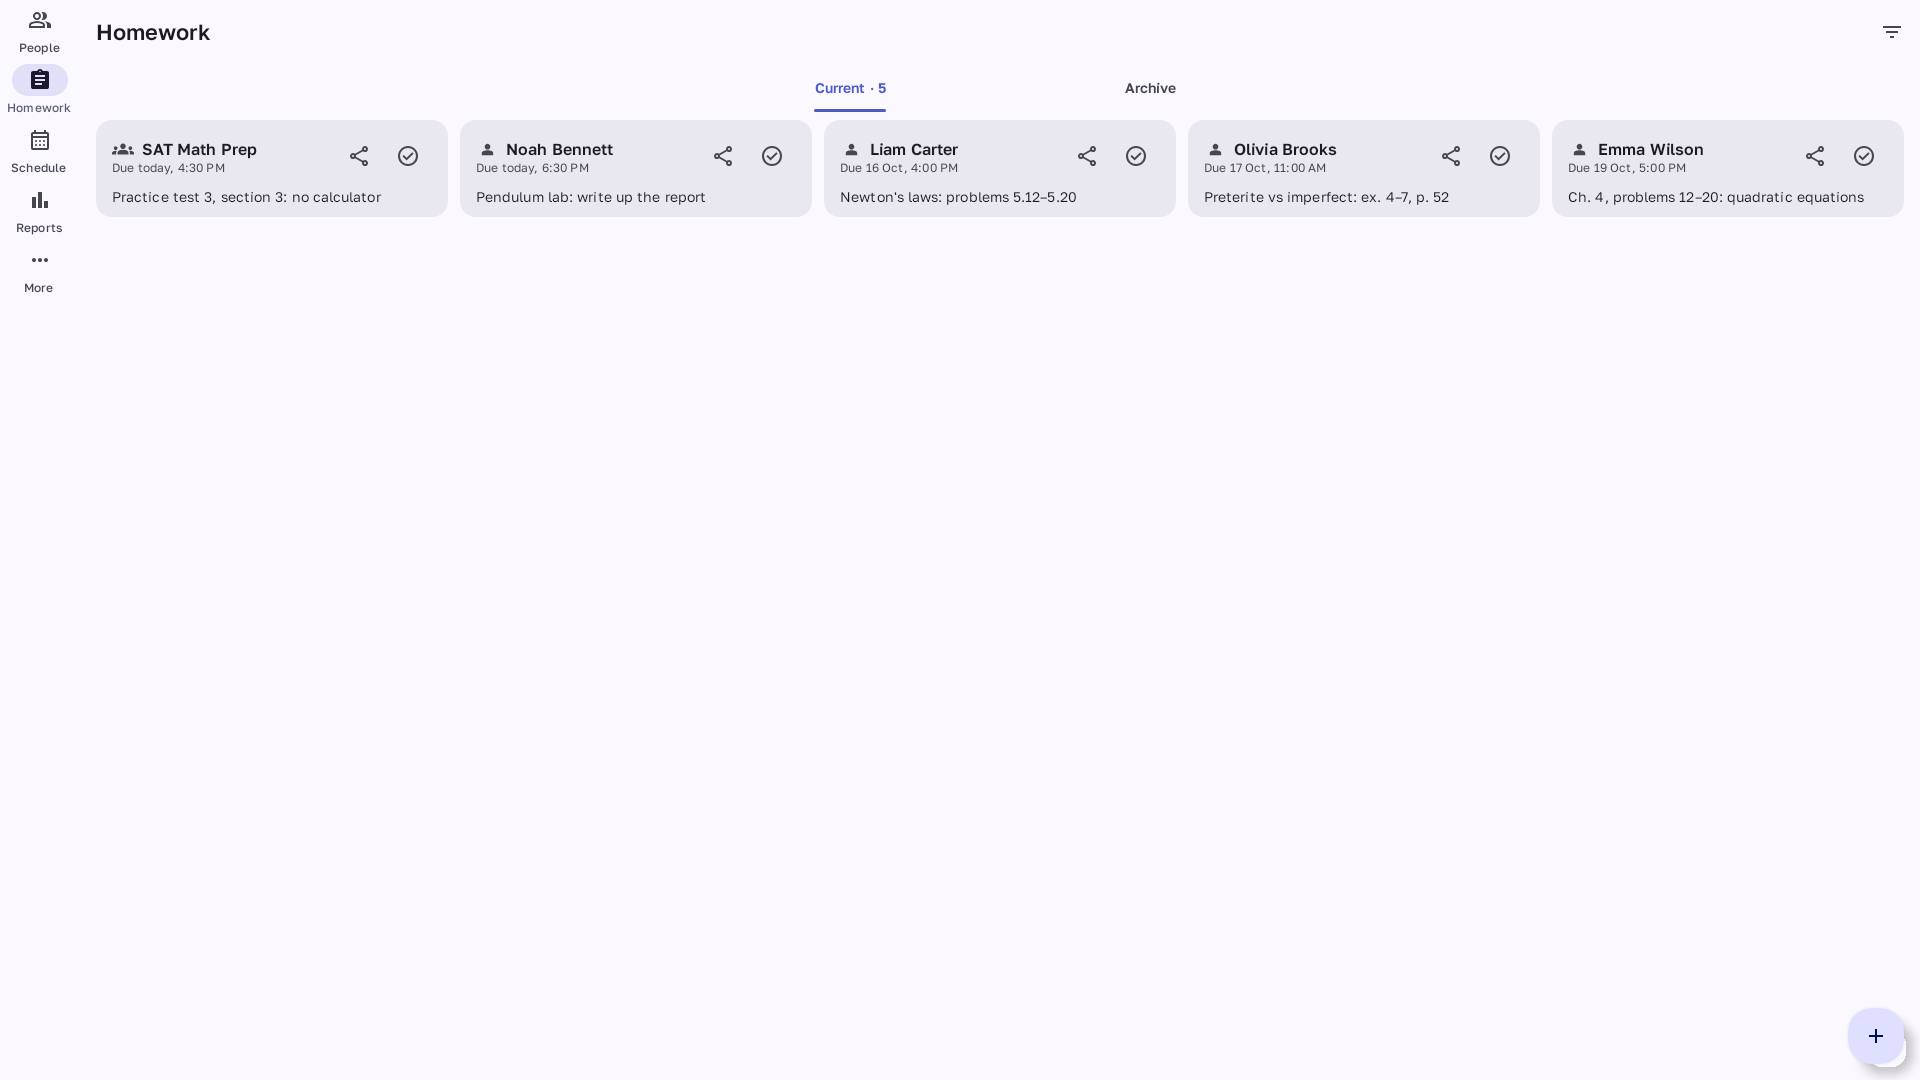 People
Homework
Schedule
Reports
More
Homework
Current · 5
Archive
SAT Math Prep
Due today, 4:30 PM
Practice test 3, section 3: no calculator
Noah Bennett
Due today, 6:30 PM
Pendulum lab: write up the report
Liam Carter
Due 16 Oct, 4:00 PM
Newton's laws: problems 5.12–5.20
Olivia Brooks
Due 17 Oct, 11:00 AM
Preterite vs imperfect: ex. 4–7, p. 52
Emma Wilson
Due 19 Oct, 5:00 PM
Ch. 4, problems 12–20: quadratic equations